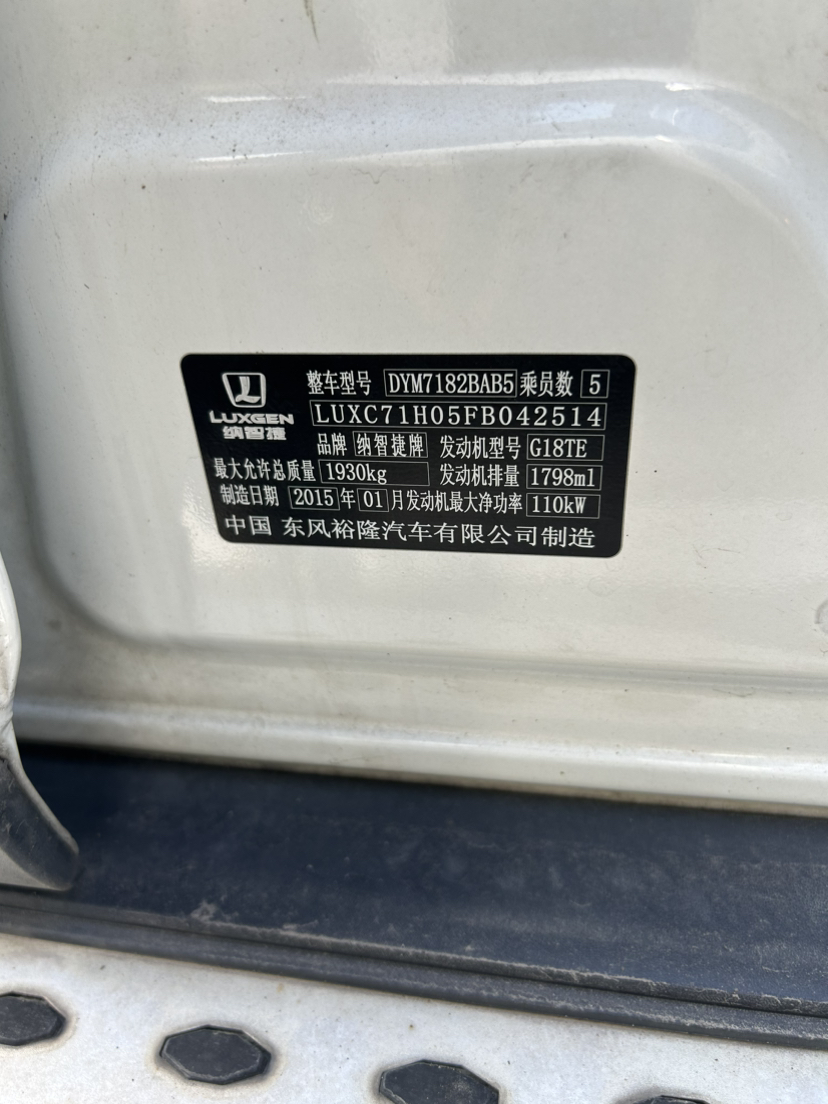 整车型号 DYM7182BAB5 乘员数 5
LUXGEN
纳智捷
LUXC71H05FB042514
品牌 纳智捷牌 发动机型号 G18TE
最大允许总质量 1930kg 发动机排量 1798ml
制造日期 2015 年 01 月 发动机最大净功率 110kW
中国 东风裕隆汽车有限公司制造